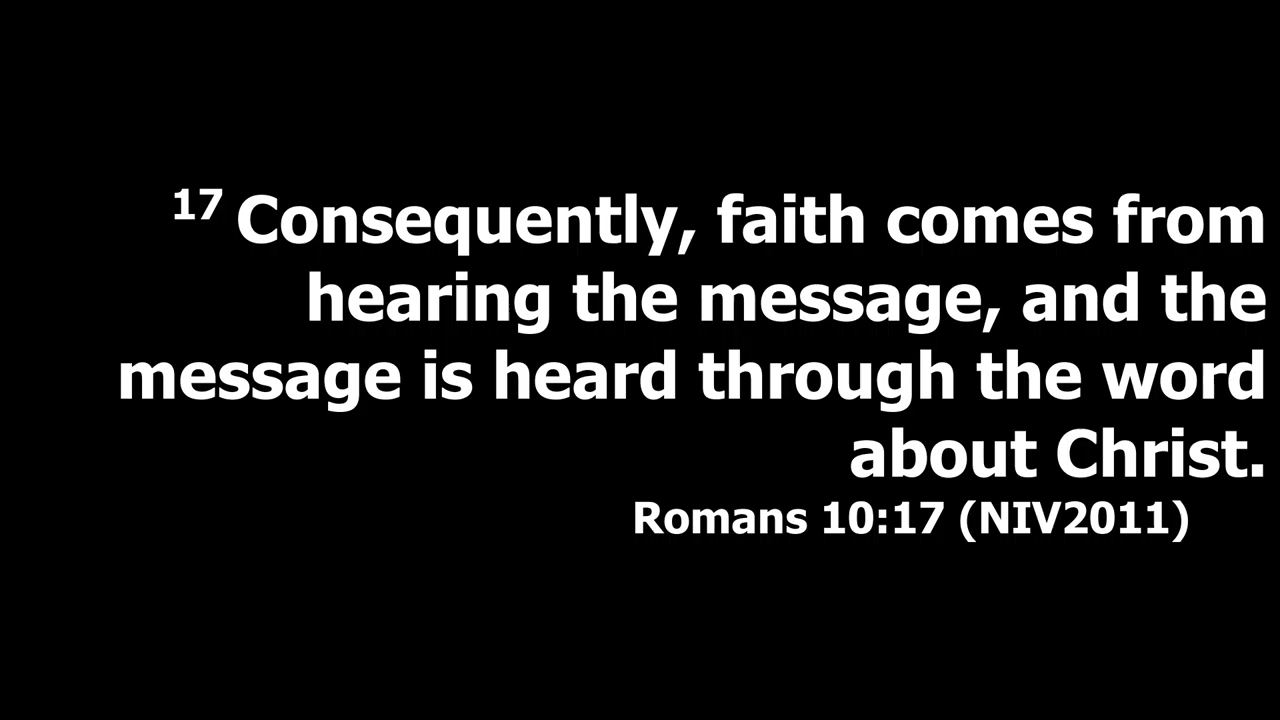 17 Consequently, faith comes from
hearing the message, and the
message is heard through the word
about Christ.
Romans 10:17 (NIV2011)